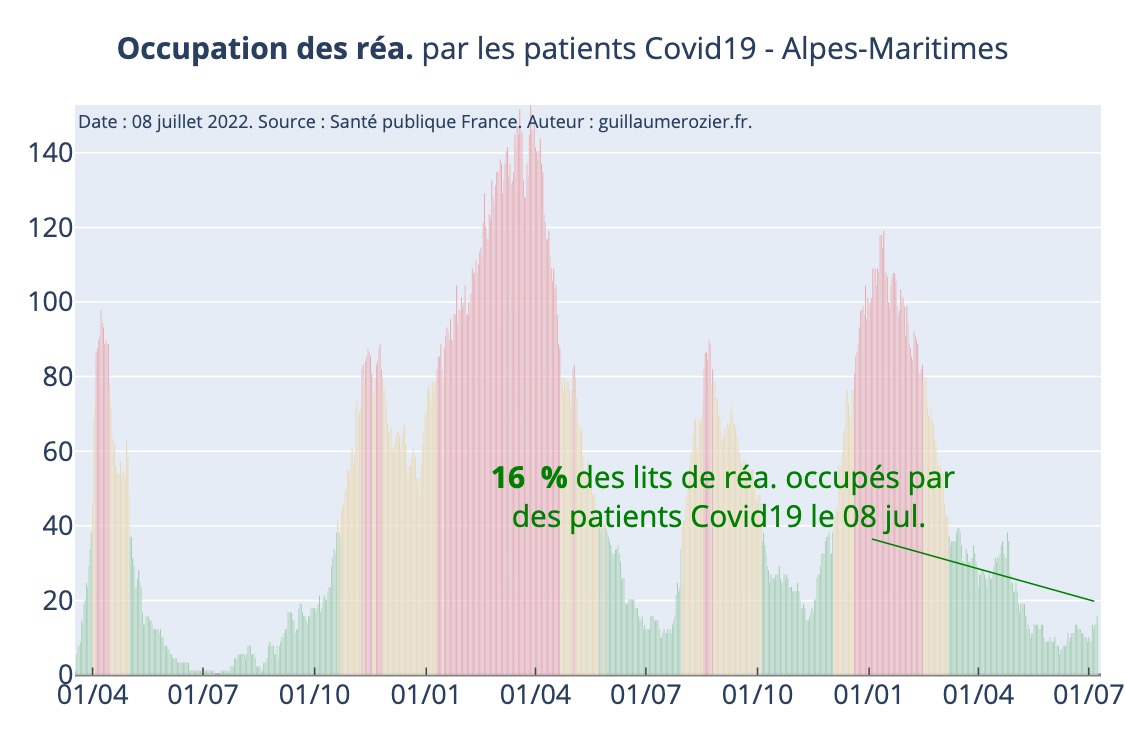 Occupation des réa. par les patients Covid19 - Alpes-Maritimes
Date : 08 juillet 2022. Source : Santé publique France. Auteur : guillaumerozier.fr.
140
120
100
80
60
40
20
0
16 % des lits de réa. occupés par
des patients Covid19 le 08 jul.
01/04 01/07 01/10 01/01 01/04 01/07 01/10 01/01 01/04 01/07